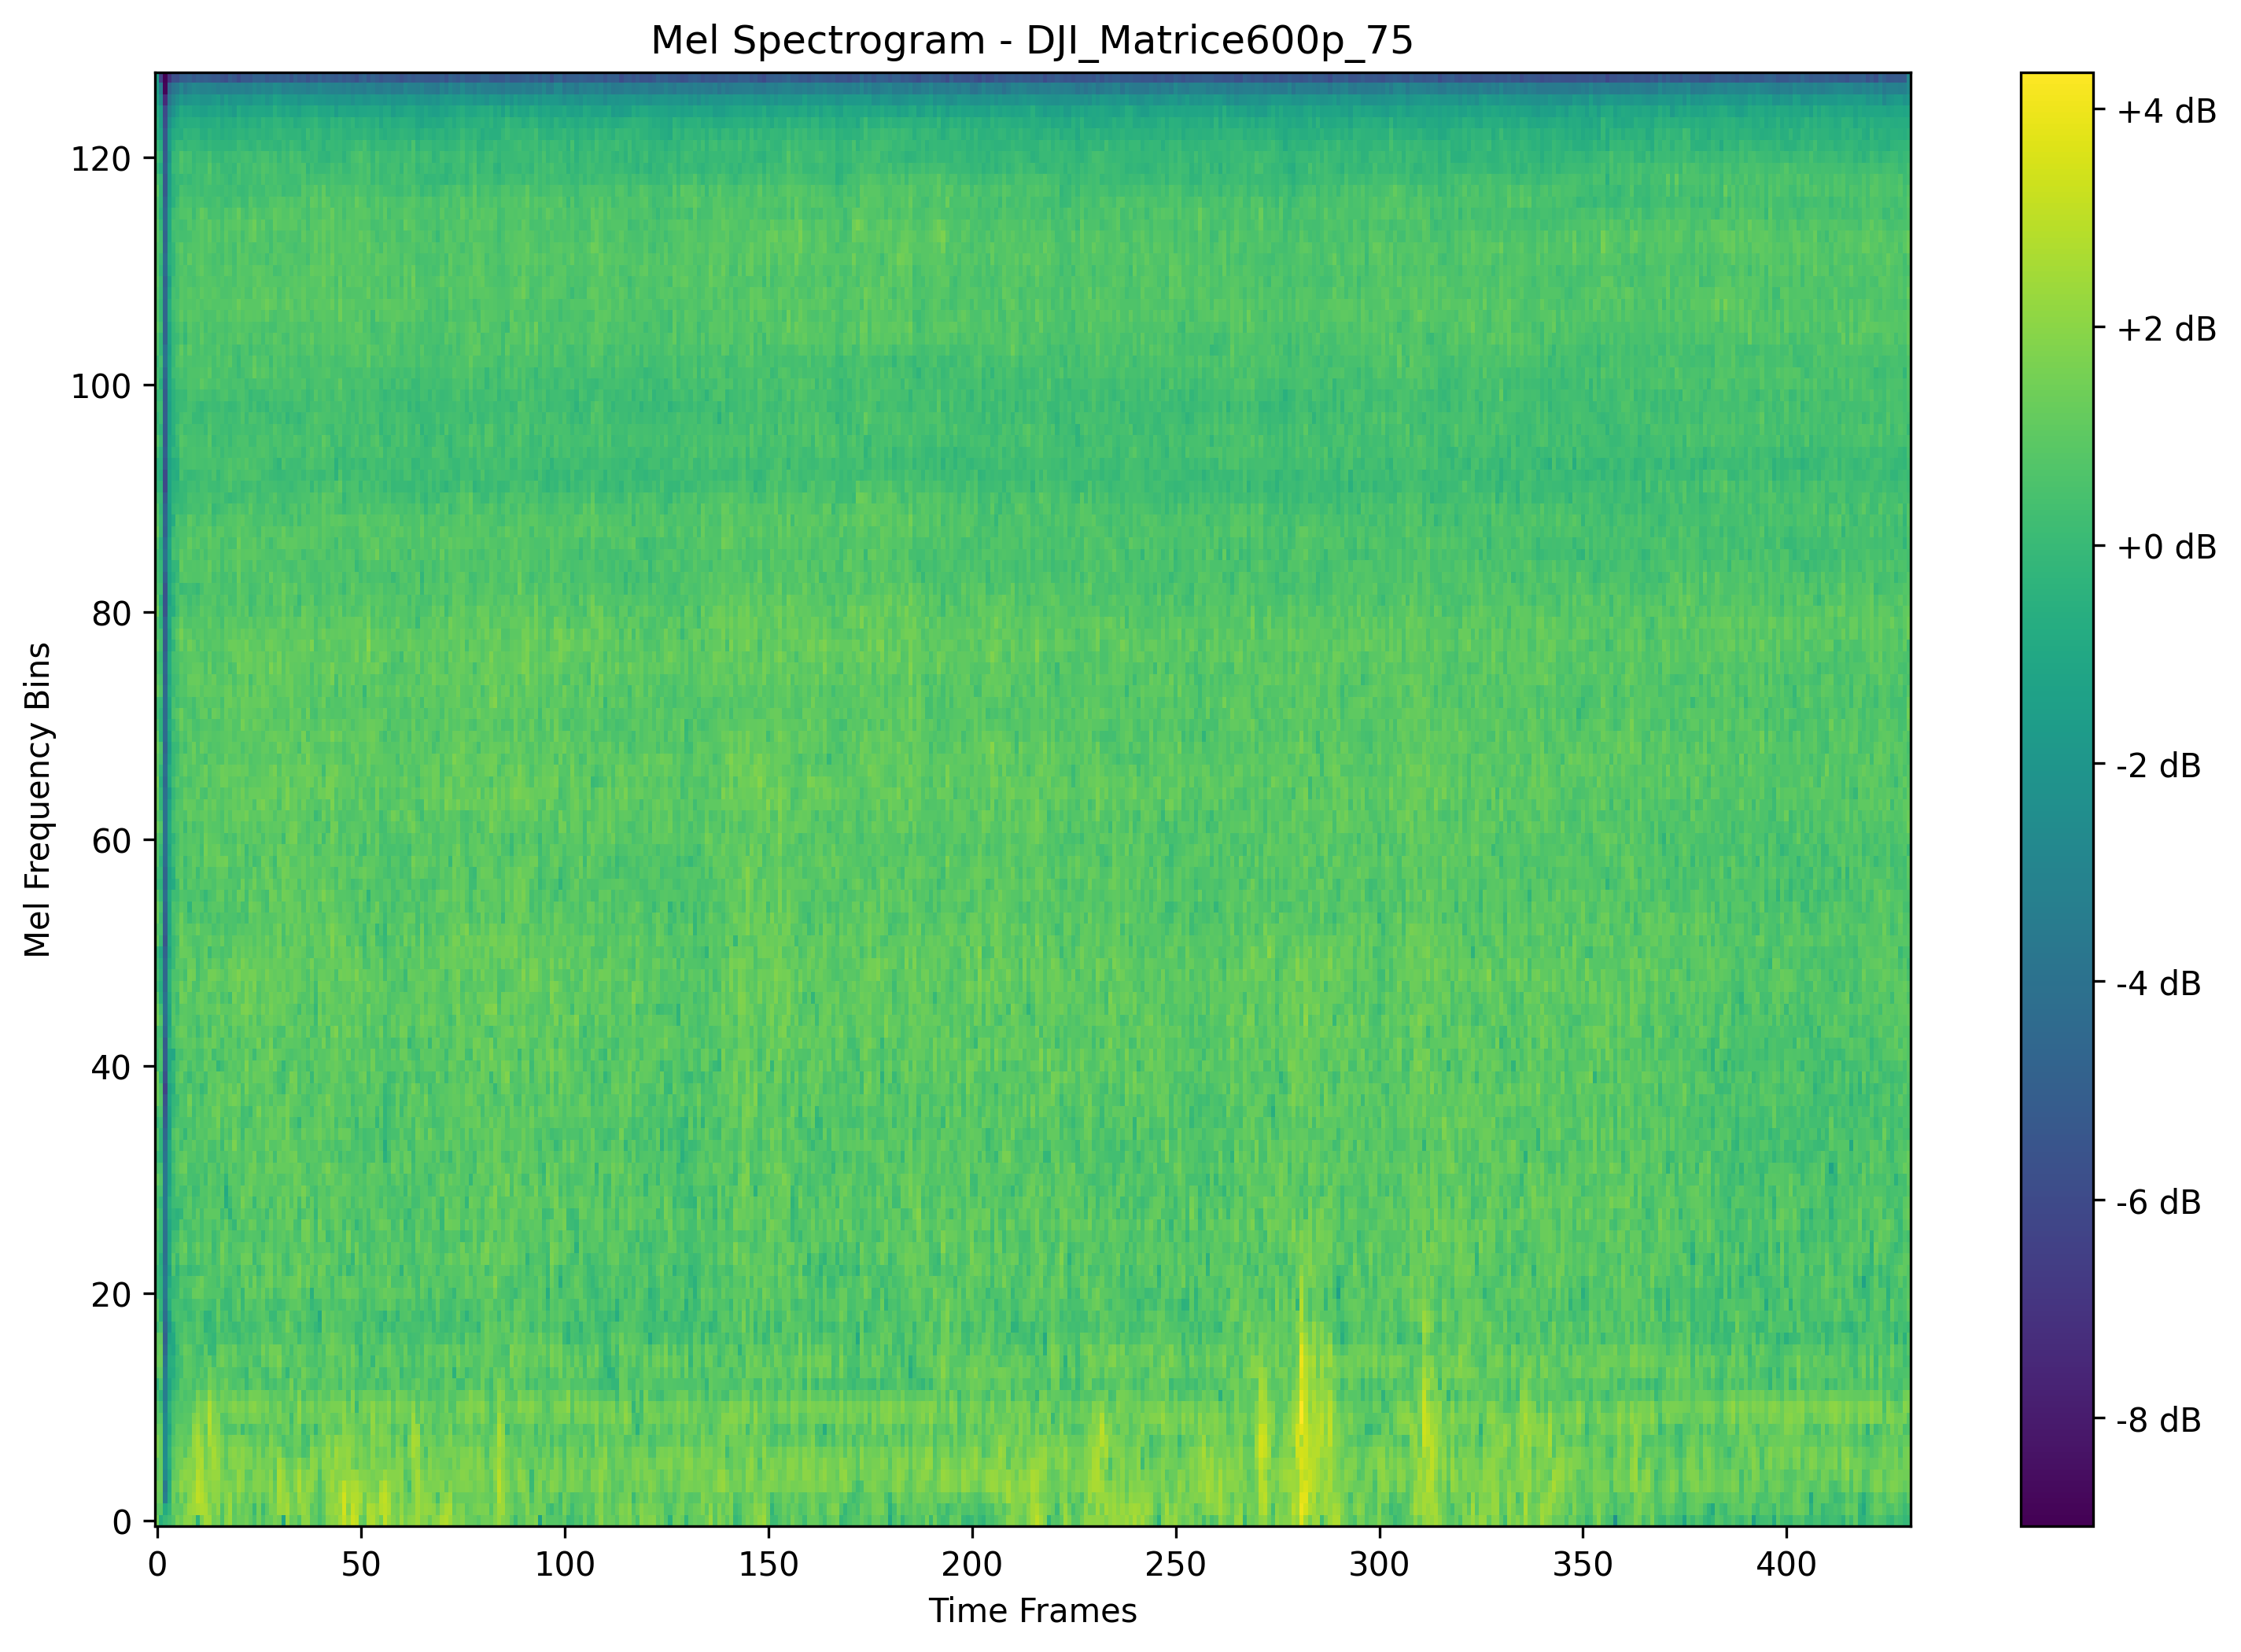 Mel Spectrogram - DJI_Matrice600p_75
Mel Frequency Bins
120
100
80
60
40
20
0
0 50 100 150 200 250 300 350 400
Time Frames
+4 dB
+2 dB
+0 dB
-2 dB
-4 dB
-6 dB
-8 dB